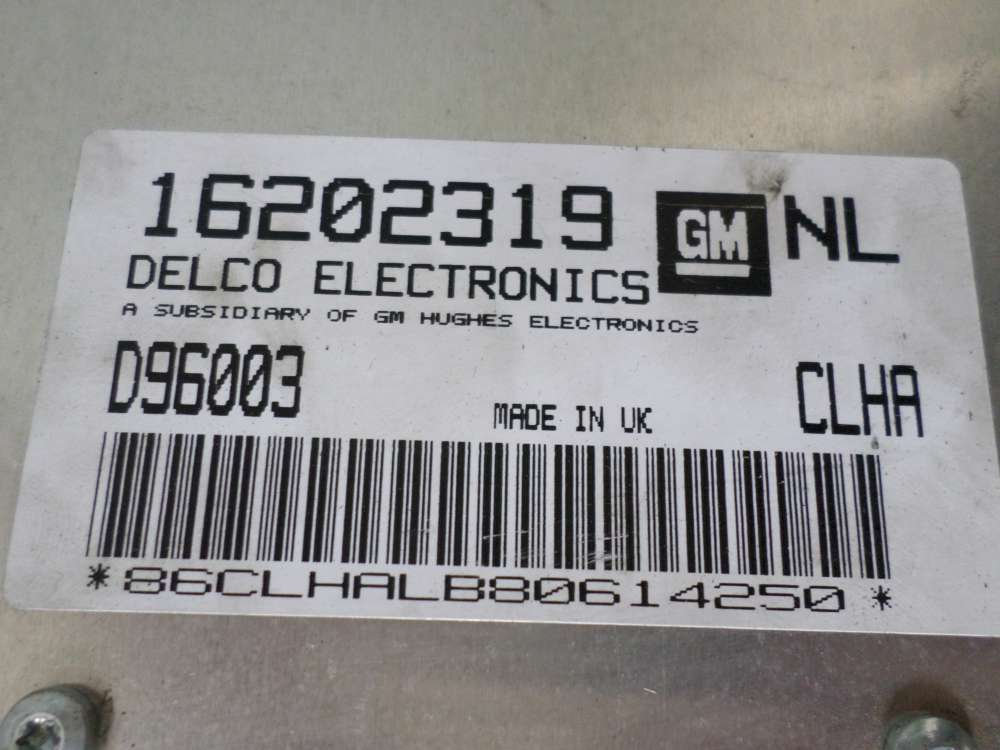 16202319 GM NL
DELCO ELECTRONICS
A SUBSIDIARY OF GM HUGHES ELECTRONICS
D96003 MADE IN UK CLHA
*86CLHALB80614250*